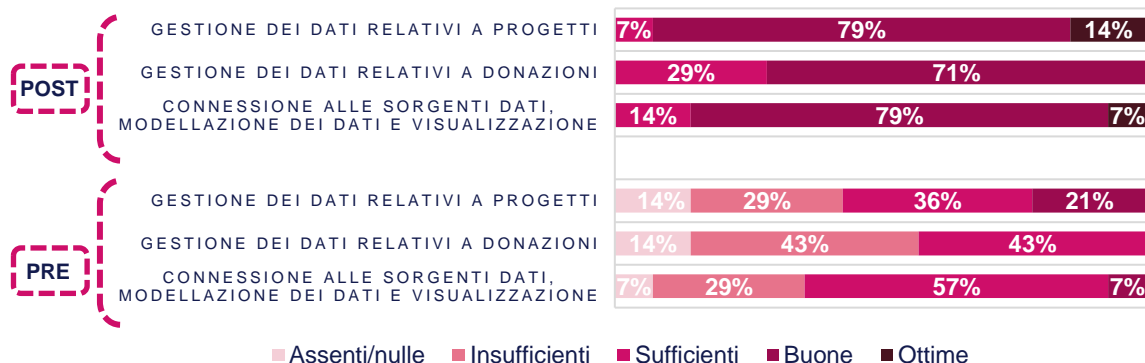 POST
GESTIONE DEI DATI RELATIVI A PROGETTI
7% 79% 14%
GESTIONE DEI DATI RELATIVI A DONAZIONI
29% 71%
CONNESSIONE ALLE SORGENTI DATI,
MODELLAZIONE DEI DATI E VISUALIZZAZIONE
14% 79% 7%
PRE
GESTIONE DEI DATI RELATIVI A PROGETTI
14% 29% 36% 21%
GESTIONE DEI DATI RELATIVI A DONAZIONI
14% 43% 43%
CONNESSIONE ALLE SORGENTI DATI,
MODELLAZIONE DEI DATI E VISUALIZZAZIONE
7% 29% 57% 7%
Assenti/nulle Insufficienti Sufficienti Buone Ottime